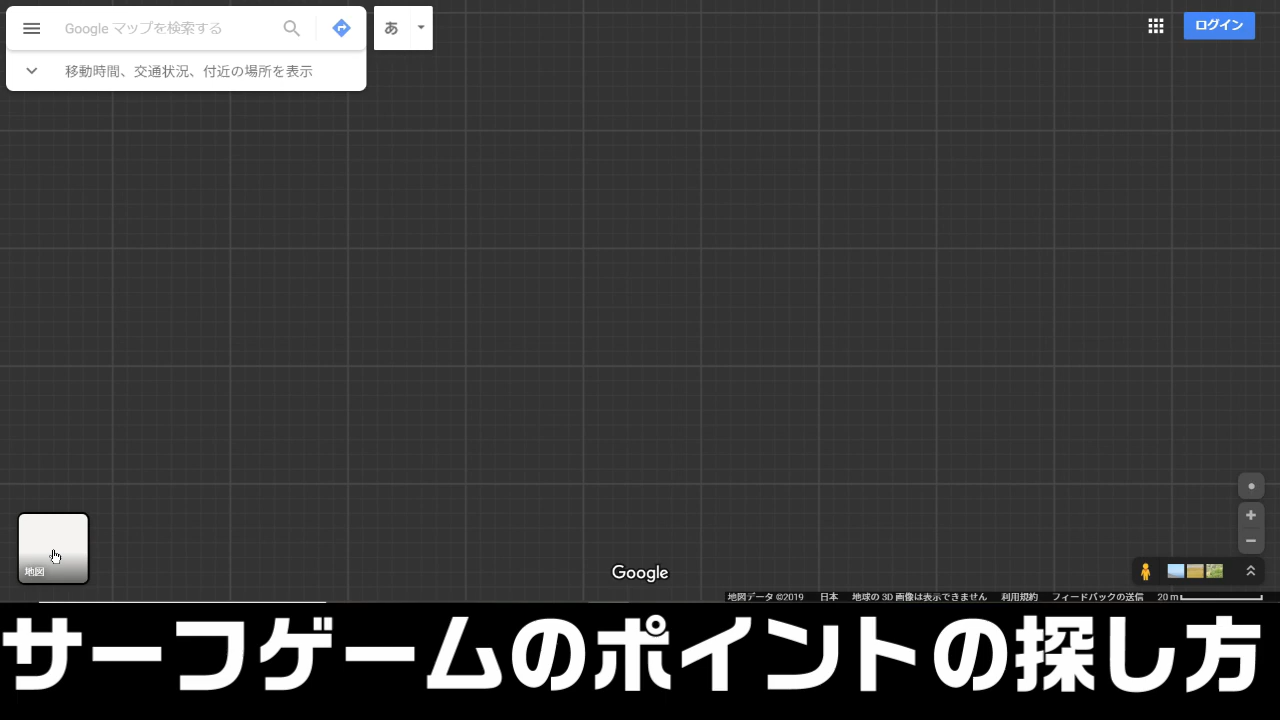 Google マップを検索する
あ
ログイン
移動時間、交通状況、付近の場所を表示
地図
Google
地図データ ©2019 日本 地球の 3D 画像は表示できません 利用規約 フィードバックの送信 20 m
サーフゲームのポイントの探し方